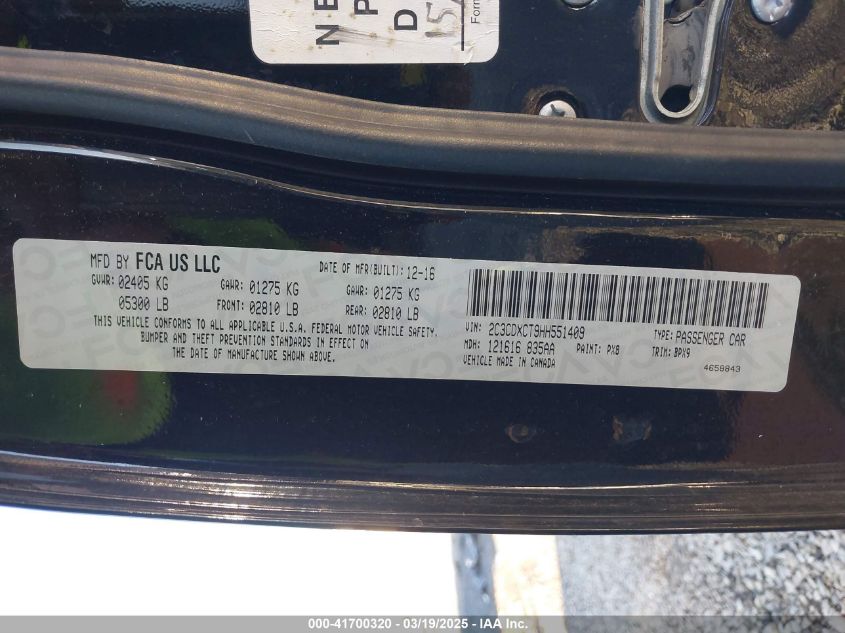 NE
P
D
Form
MFD BY FCA US LLC
DATE OF MFR(BUILT): 12-16
GVWR: 02405 KG GAWR: 01275 KG GAWR: 01275 KG
05300 LB FRONT: 02810 LB REAR: 02810 LB
THIS VEHICLE CONFORMS TO ALL APPLICABLE U.S.A. FEDERAL MOTOR VEHICLE SAFETY,
BUMPER AND THEFT PREVENTION STANDARDS IN EFFECT ON
THE DATE OF MANUFACTURE SHOWN ABOVE.
VIN: 2C3CDXCT9HH551409 TYPE: PASSENGER CAR
MDH: 121616 835AA PAINT: PX8 TRIM: BPX9
VEHICLE MADE IN CANADA 4659843
000-41700320 - 03/19/2025 - IAA Inc.